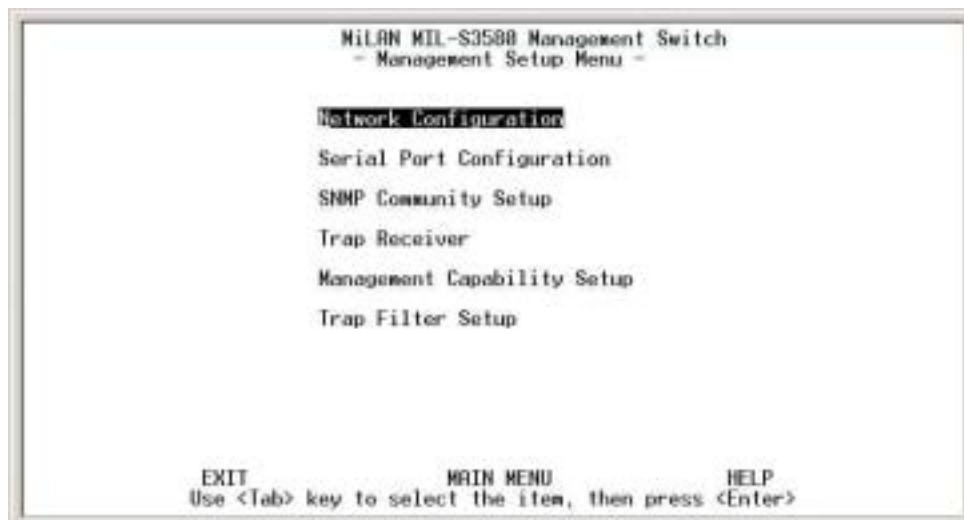 MiLAN MIL-S3580 Management Switch
- Management Setup Menu -
Network Configuration
Serial Port Configuration
SNMP Community Setup
Trap Receiver
Management Capability Setup
Trap Filter Setup
EXIT MAIN MENU HELP
Use <Tab> key to select the item, then press <Enter>